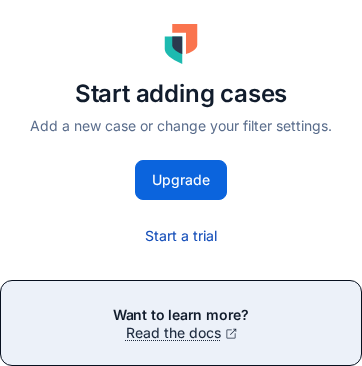 Start adding cases
Add a new case or change your filter settings.
Upgrade
Start a trial
Want to learn more?
Read the docs